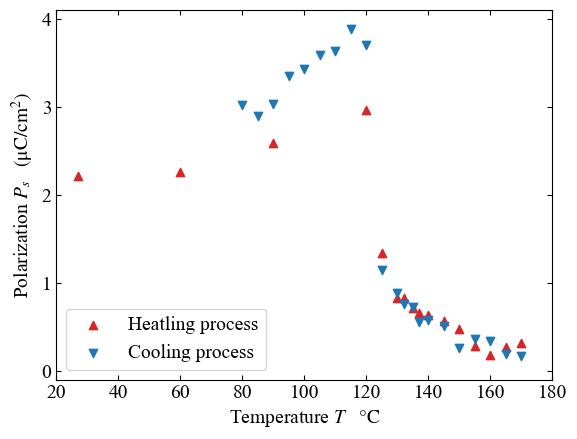 4
3
2
1
0
Polarization Ps (μC/cm²)
Heatling process
Cooling process
20 40 60 80 100 120 140 160 180
Temperature T °C